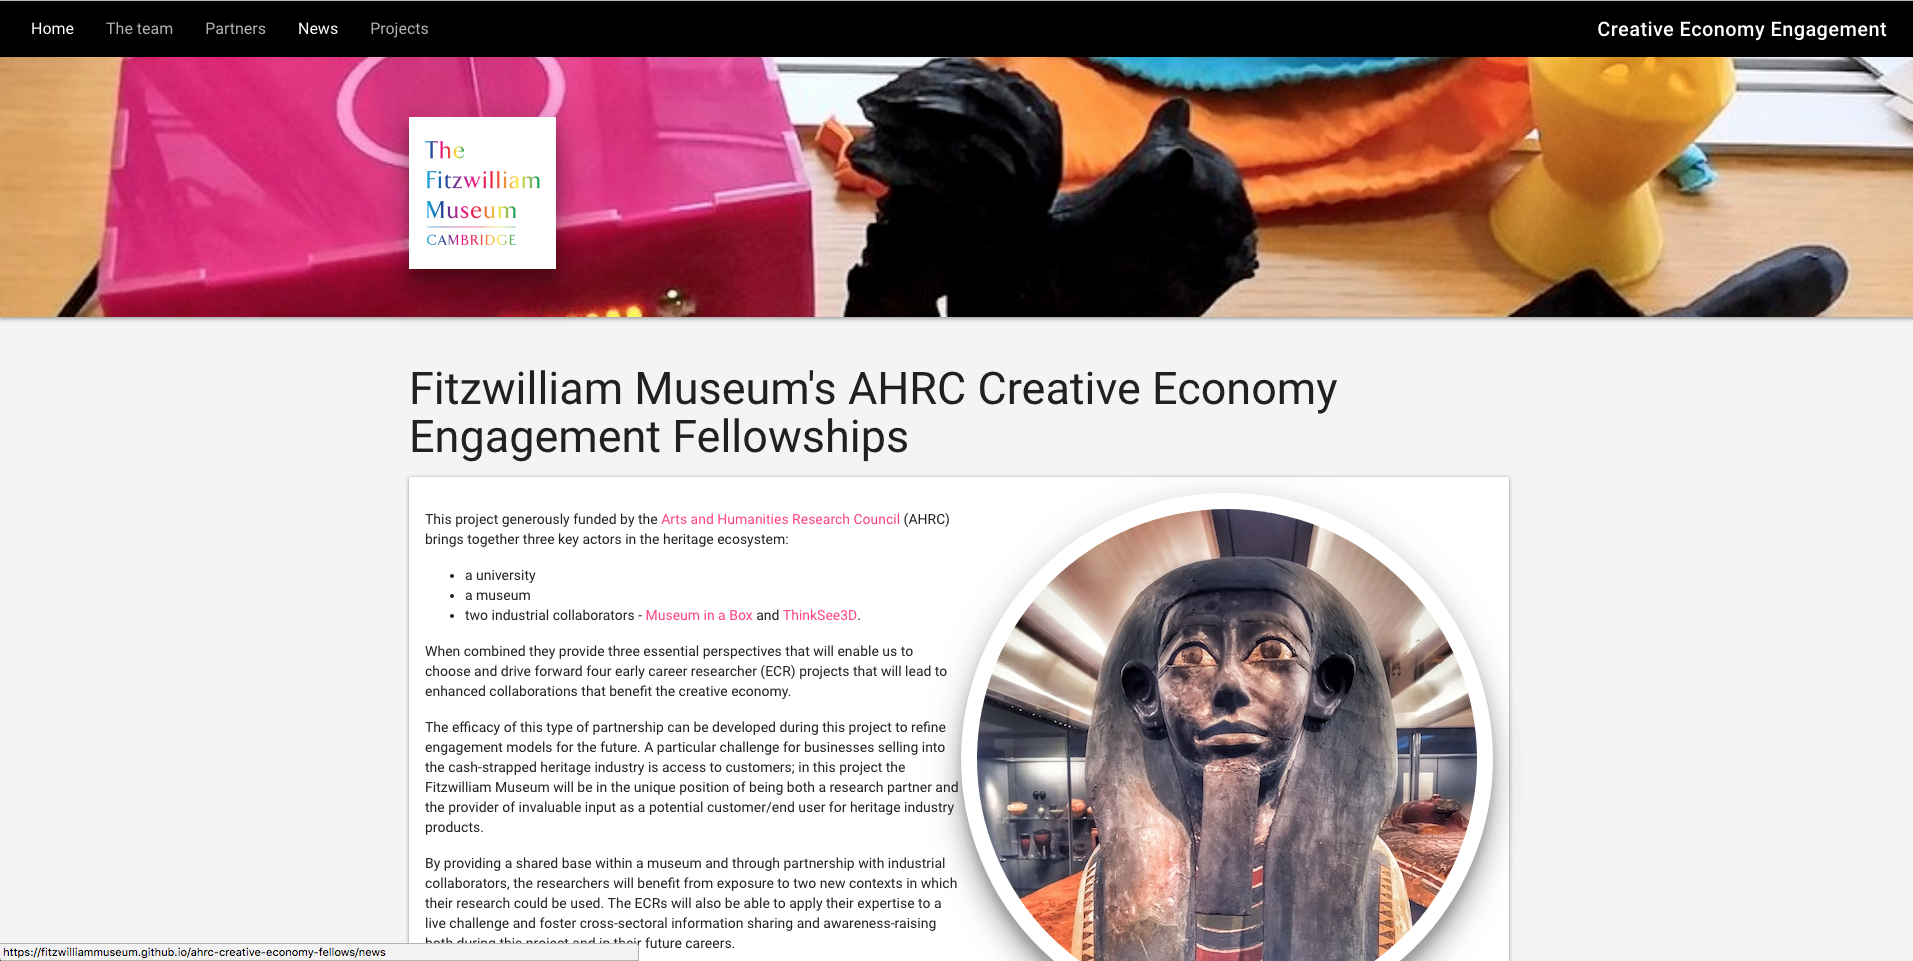 Home The team Partners News Projects Creative Economy Engagement
The
Fitzwilliam
Museum
CAMBRIDGE
Fitzwilliam Museum's AHRC Creative Economy
Engagement Fellowships
This project generously funded by the Arts and Humanities Research Council (AHRC)
brings together three key actors in the heritage ecosystem:
• a university
• a museum
• two industrial collaborators - Museum in a Box and ThinkSee3D.
When combined they provide three essential perspectives that will enable us to
choose and drive forward four early career researcher (ECR) projects that will lead to
enhanced collaborations that benefit the creative economy.
The efficacy of this type of partnership can be developed during this project to refine
engagement models for the future. A particular challenge for businesses selling into
the cash-strapped heritage industry is access to customers; in this project the
Fitzwilliam Museum will be in the unique position of being both a research partner and
the provider of invaluable input as a potential customer/end user for heritage industry
products.
By providing a shared base within a museum and through partnership with industrial
collaborators, the researchers will benefit from exposure to two new contexts in which
their research could be used. The ECRs will also be able to apply their expertise to a
live challenge and foster cross-sectoral information sharing and awareness-raising
both during this project and in their future careers.
https://fitzwilliammuseum.github.io/ahrc-creative-economy-fellows/news